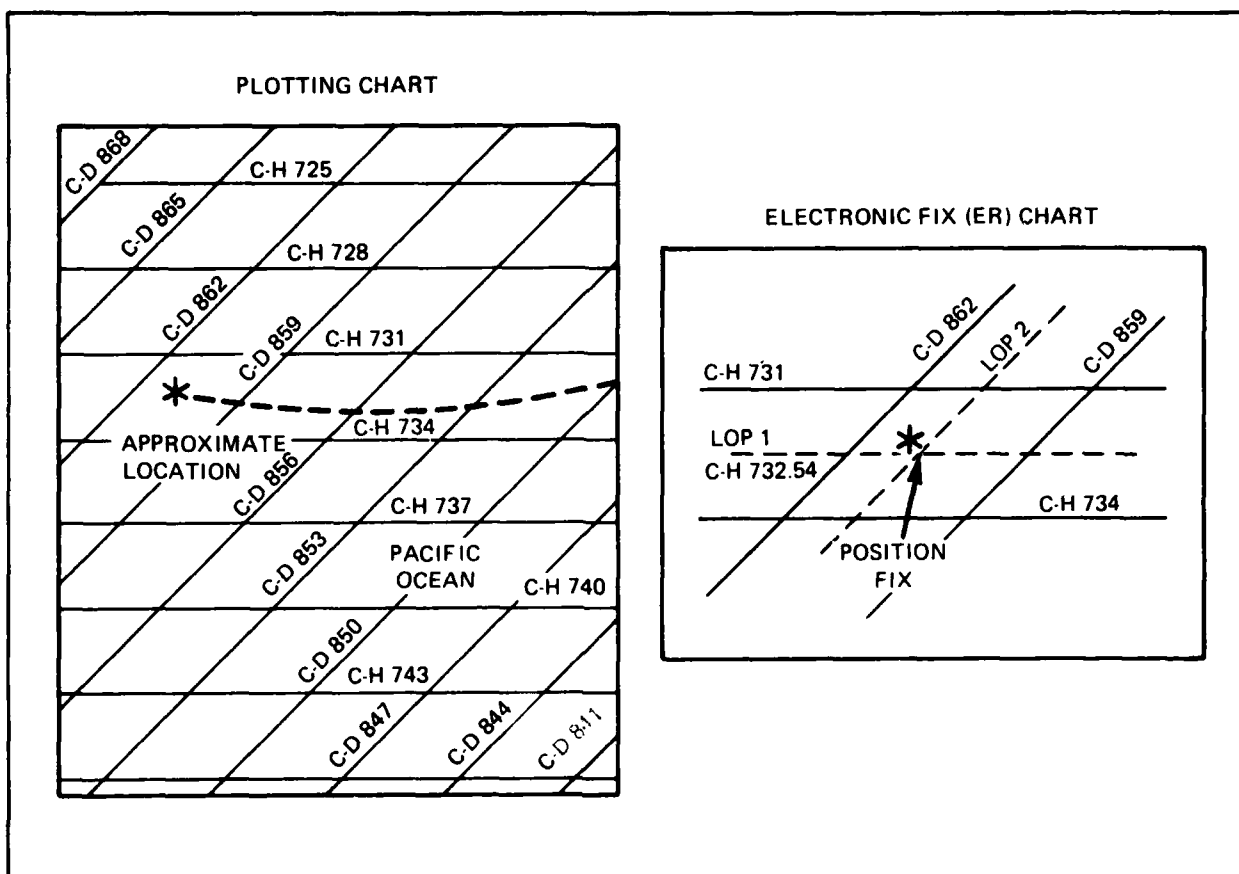 PLOTTING CHART
C-D 868
C-H 725
C-D 865
C-H 728
C-D 862
C-D 859
C-H 731
APPROXIMATE
LOCATION
C-H 734
C-D 856
C-H 737
C-D 853
PACIFIC
OCEAN
C-H 740
C-D 850
C-H 743
C-D 847
C-D 844
C-D 8411
ELECTRONIC FIX (ER) CHART
C-D 862
LOP 2
C-D 859
C-H 731
LOP 1
C-H 732.54
C-H 734
POSITION
FIX